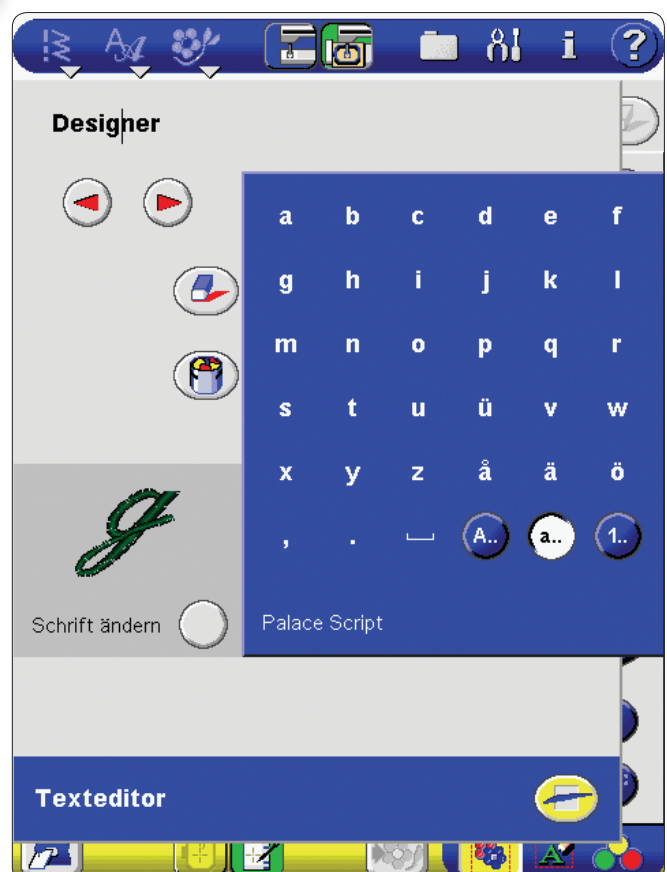 i ?
Designer
a b c d e f
g h i j k l
m n o p q r
s t u ü v w
x y z å ä ö
, . A.. a.. 1..
g
Schrift ändern Palace Script
Texteditor